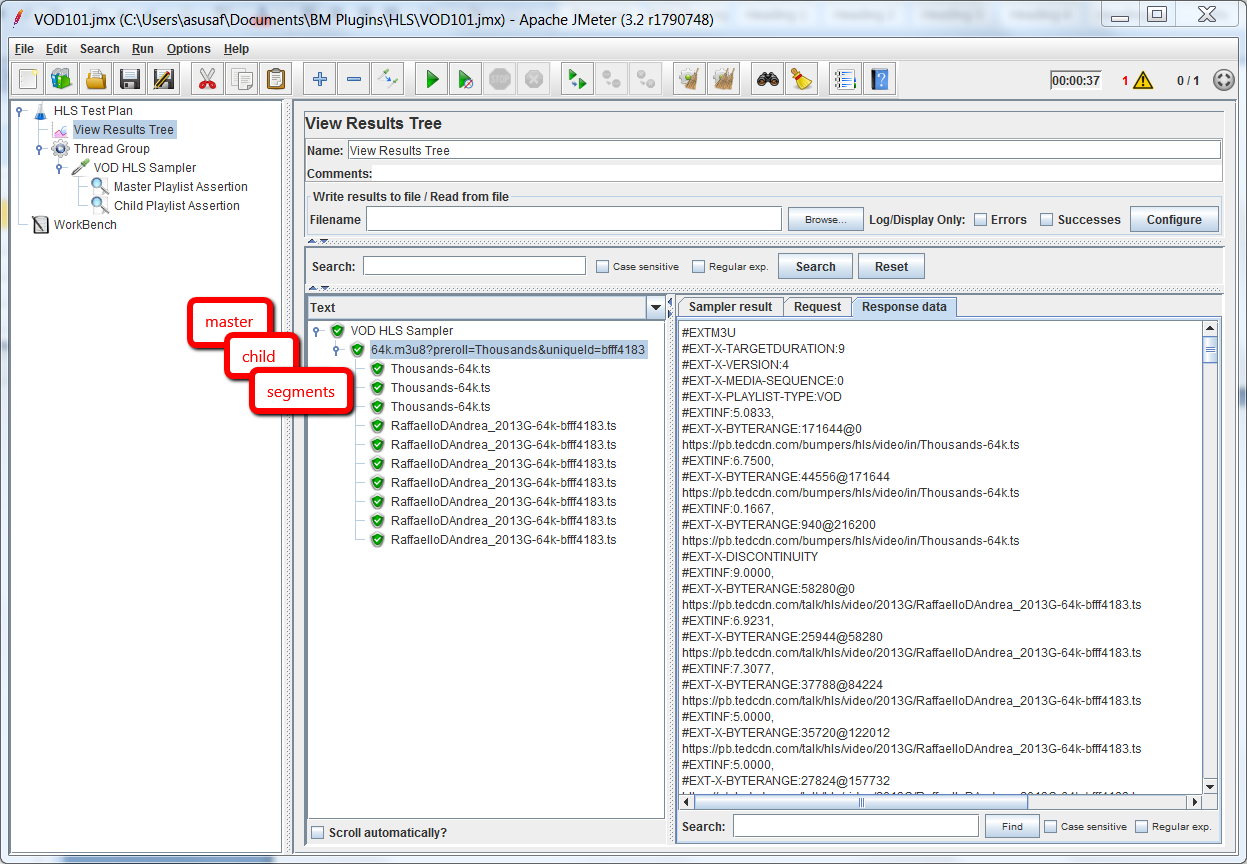 VOD101.jmx (C:\Users\asusaf\Documents\BM Plugins\HLS\VOD101.jmx) - Apache JMeter (3.2 r1790748)
File Edit Search Run Options Help
00:00:37 1 0 / 1
HLS Test Plan
View Results Tree
Thread Group
VOD HLS Sampler
Master Playlist Assertion
Child Playlist Assertion
WorkBench
master
child
segments
View Results Tree
Name: View Results Tree
Comments:
Write results to file / Read from file
Filename Browse... Log/Display Only: Errors Successes Configure
Search: Case sensitive Regular exp. Search Reset
Text
VOD HLS Sampler
64k.m3u8?preroll=Thousands&uniqueId=bfff4183
Thousands-64k.ts
Thousands-64k.ts
Thousands-64k.ts
RaffaelloDAndrea_2013G-64k-bfff4183.ts
RaffaelloDAndrea_2013G-64k-bfff4183.ts
RaffaelloDAndrea_2013G-64k-bfff4183.ts
RaffaelloDAndrea_2013G-64k-bfff4183.ts
RaffaelloDAndrea_2013G-64k-bfff4183.ts
RaffaelloDAndrea_2013G-64k-bfff4183.ts
RaffaelloDAndrea_2013G-64k-bfff4183.ts
Scroll automatically?
Sampler result Request Response data
#EXTM3U
#EXT-X-TARGETDURATION:9
#EXT-X-VERSION:4
#EXT-X-MEDIA-SEQUENCE:0
#EXT-X-PLAYLIST-TYPE:VOD
#EXTINF:5.0833,
#EXT-X-BYTERANGE:171644@0
https://pb.tedcdn.com/bumpers/hls/video/in/Thousands-64k.ts
#EXTINF:6.7500,
#EXT-X-BYTERANGE:44556@171644
https://pb.tedcdn.com/bumpers/hls/video/in/Thousands-64k.ts
#EXTINF:0.1667,
#EXT-X-BYTERANGE:940@216200
https://pb.tedcdn.com/bumpers/hls/video/in/Thousands-64k.ts
#EXT-X-DISCONTINUITY
#EXTINF:9.0000,
#EXT-X-BYTERANGE:58280@0
https://pb.tedcdn.com/talk/hls/video/2013G/RaffaelloDAndrea_2013G-64k-bfff4183.ts
#EXTINF:6.9231,
#EXT-X-BYTERANGE:25944@58280
https://pb.tedcdn.com/talk/hls/video/2013G/RaffaelloDAndrea_2013G-64k-bfff4183.ts
#EXTINF:7.3077,
#EXT-X-BYTERANGE:37788@84224
https://pb.tedcdn.com/talk/hls/video/2013G/RaffaelloDAndrea_2013G-64k-bfff4183.ts
#EXTINF:5.0000,
#EXT-X-BYTERANGE:35720@122012
https://pb.tedcdn.com/talk/hls/video/2013G/RaffaelloDAndrea_2013G-64k-bfff4183.ts
#EXTINF:5.0000,
#EXT-X-BYTERANGE:27824@157732
Search: Find Case sensitive Regular exp.